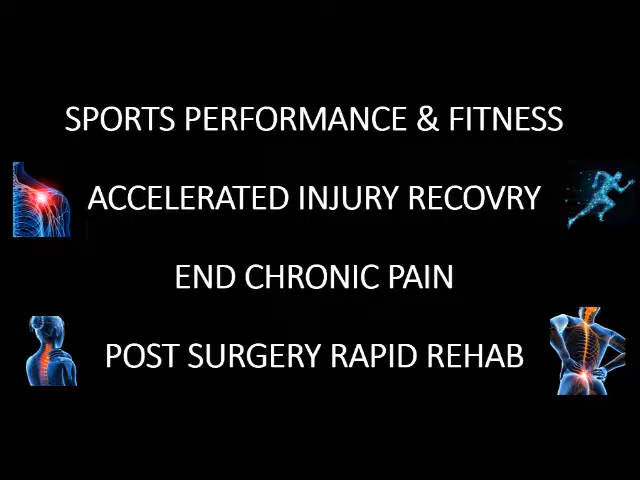 SPORTS PERFORMANCE & FITNESS
ACCELERATED INJURY RECOVRY
END CHRONIC PAIN
POST SURGERY RAPID REHAB